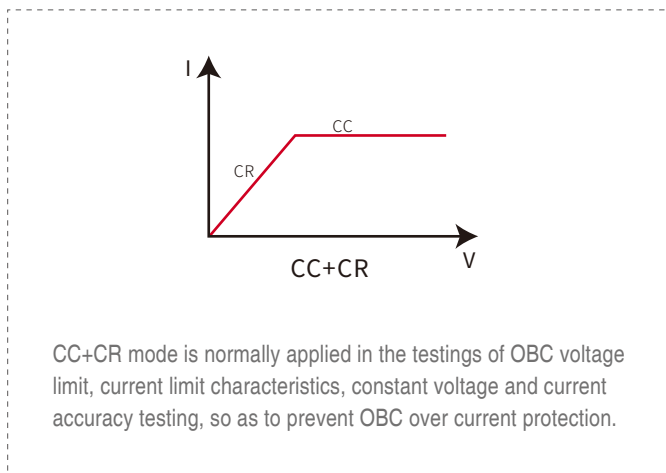 I
CC
CR
V
CC+CR
CC+CR mode is normally applied in the testings of OBC voltage
limit, current limit characteristics, constant voltage and current
accuracy testing, so as to prevent OBC over current protection.